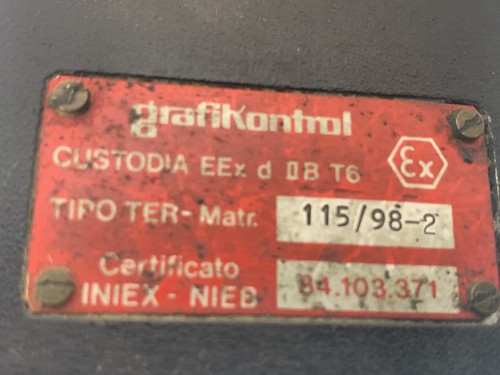 grafikontrol
CUSTODIA EEx d IIB T6
Ex
TIPO TER- Matr. 115/98-2
Certificato
INIEX - NIEB 84.103.371